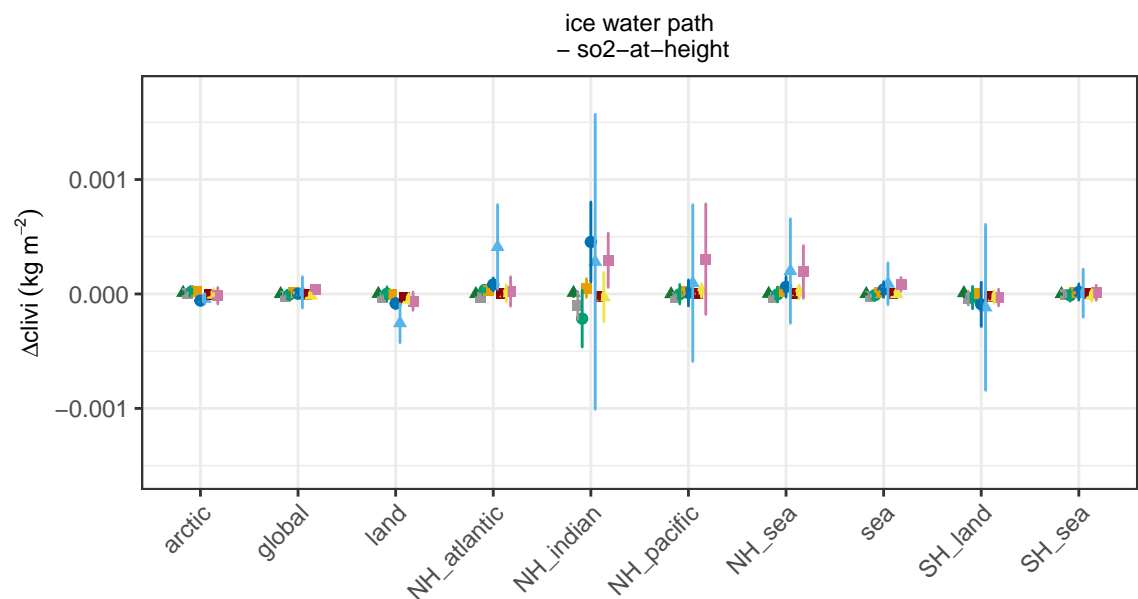 ice water path
− so2−at−height
Δclivi (kg m⁻²)
0.001
0.000
−0.001
arctic
global
land
NH_atlantic
NH_indian
NH_pacific
NH_sea
sea
SH_land
SH_sea